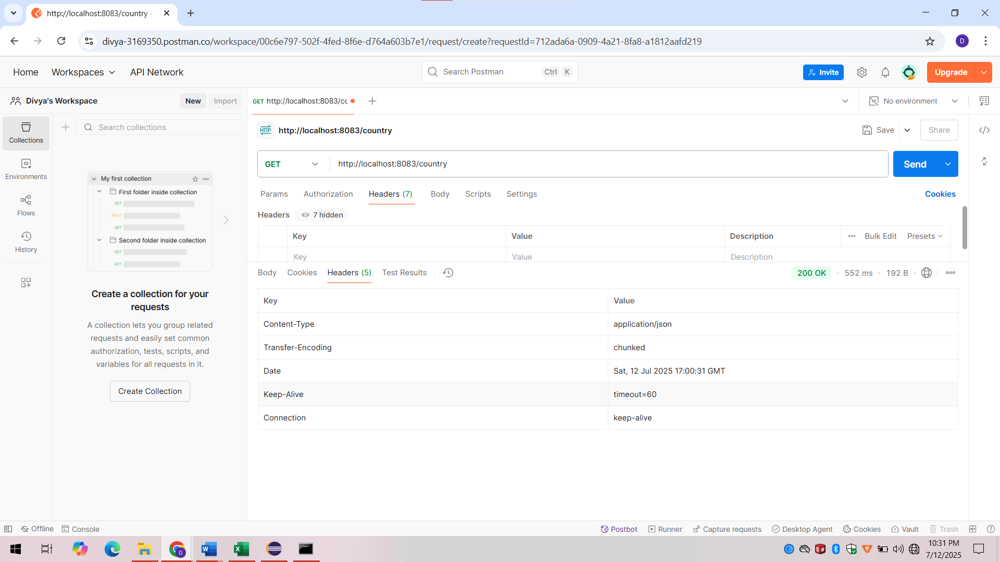 http://localhost:8083/country -
divya-3169350.postman.co/workspace/00c6e797-502f-4fed-8f6e-d764a603b7e1/request/create?requestId=712ada6a-0909-4a21-8fa8-a1812aafd219
D
Home Workspaces API Network
Search Postman Ctrl K
Invite
Upgrade
Divya's Workspace
New Import
GET http://localhost:8083/cc
No environment
Collections
Search collections
Environments
Flows
History
My first collection
First folder inside collection
GET
POST
GET
Second folder inside collection
GET
GET
Create a collection for your
requests
A collection lets you group related
requests and easily set common
authorization, tests, scripts, and
variables for all requests in it.
Create Collection
HTTP http://localhost:8083/country
Save Share
GET http://localhost:8083/country
Send
Params Authorization Headers (7) Body Scripts Settings Cookies
Headers 7 hidden
Key Value Description Bulk Edit Presets
Key Value Description
Body Cookies Headers (5) Test Results
200 OK 552 ms 192 B
Key Value
Content-Type application/json
Transfer-Encoding chunked
Date Sat, 12 Jul 2025 17:00:31 GMT
Keep-Alive timeout=60
Connection keep-alive
Offline Console
Postbot Runner Capture requests Desktop Agent Cookies Vault Trash
10:31 PM
7/12/2025